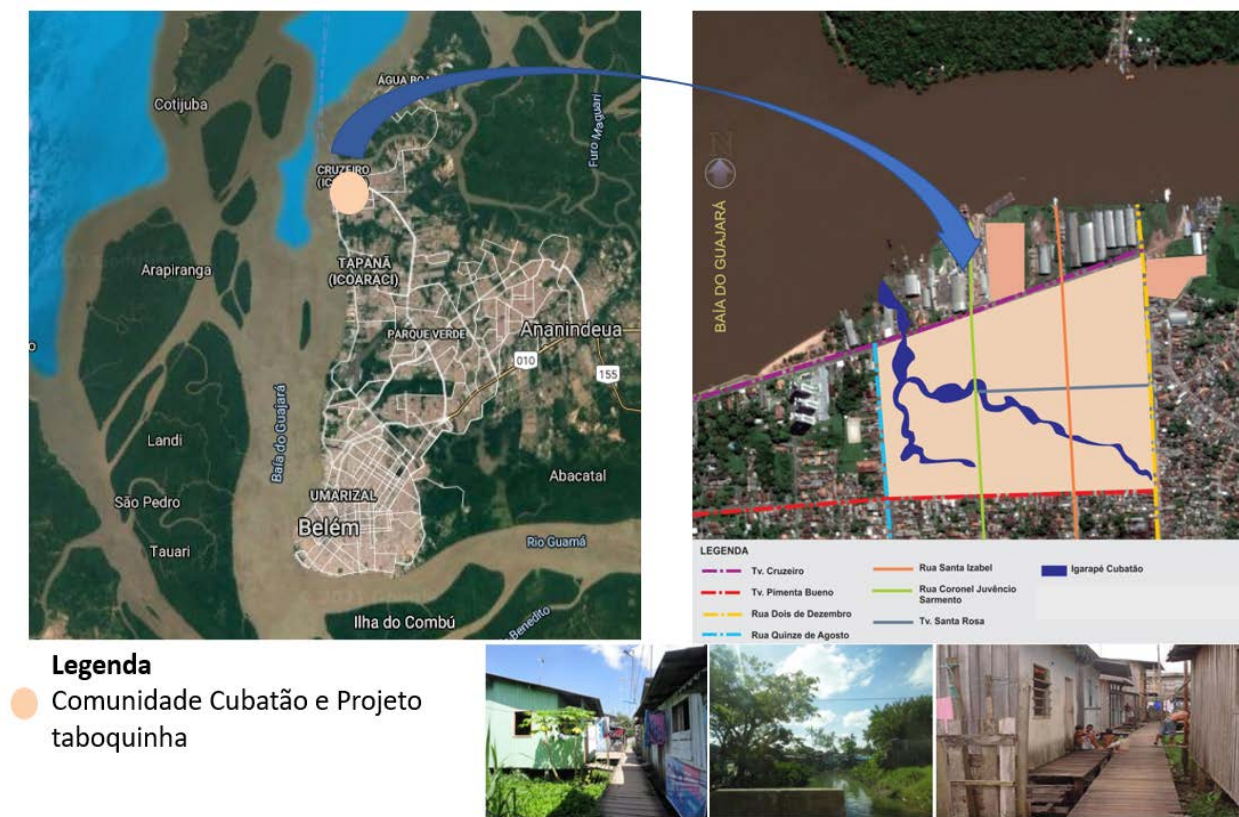 ÁGUA BOA
Cotijuba
Furo Maguari
CRUZEIRO
Arapiranga
TAPANÃ
(ICOARACI)
PARQUE VERDE
Ananindeua
010
155
Baía do Guajará
Landi
Abacatal
São Pedro
UMARIZAL
Belém
Tauari
Rio Guamá
Ilha do Combú
Benedito
N
BAÍA DO GUAJARÁ
LEGENDA
Tv. Cruzeiro
Tv. Pimenta Bueno
Rua Dois de Dezembro
Rua Quinze de Agosto
Rua Santa Izabel
Rua Coronel Juvêncio
Sarmento
Tv. Santa Rosa
Igarapé Cubatão
Legenda
Comunidade Cubatão e Projeto
taboquinha